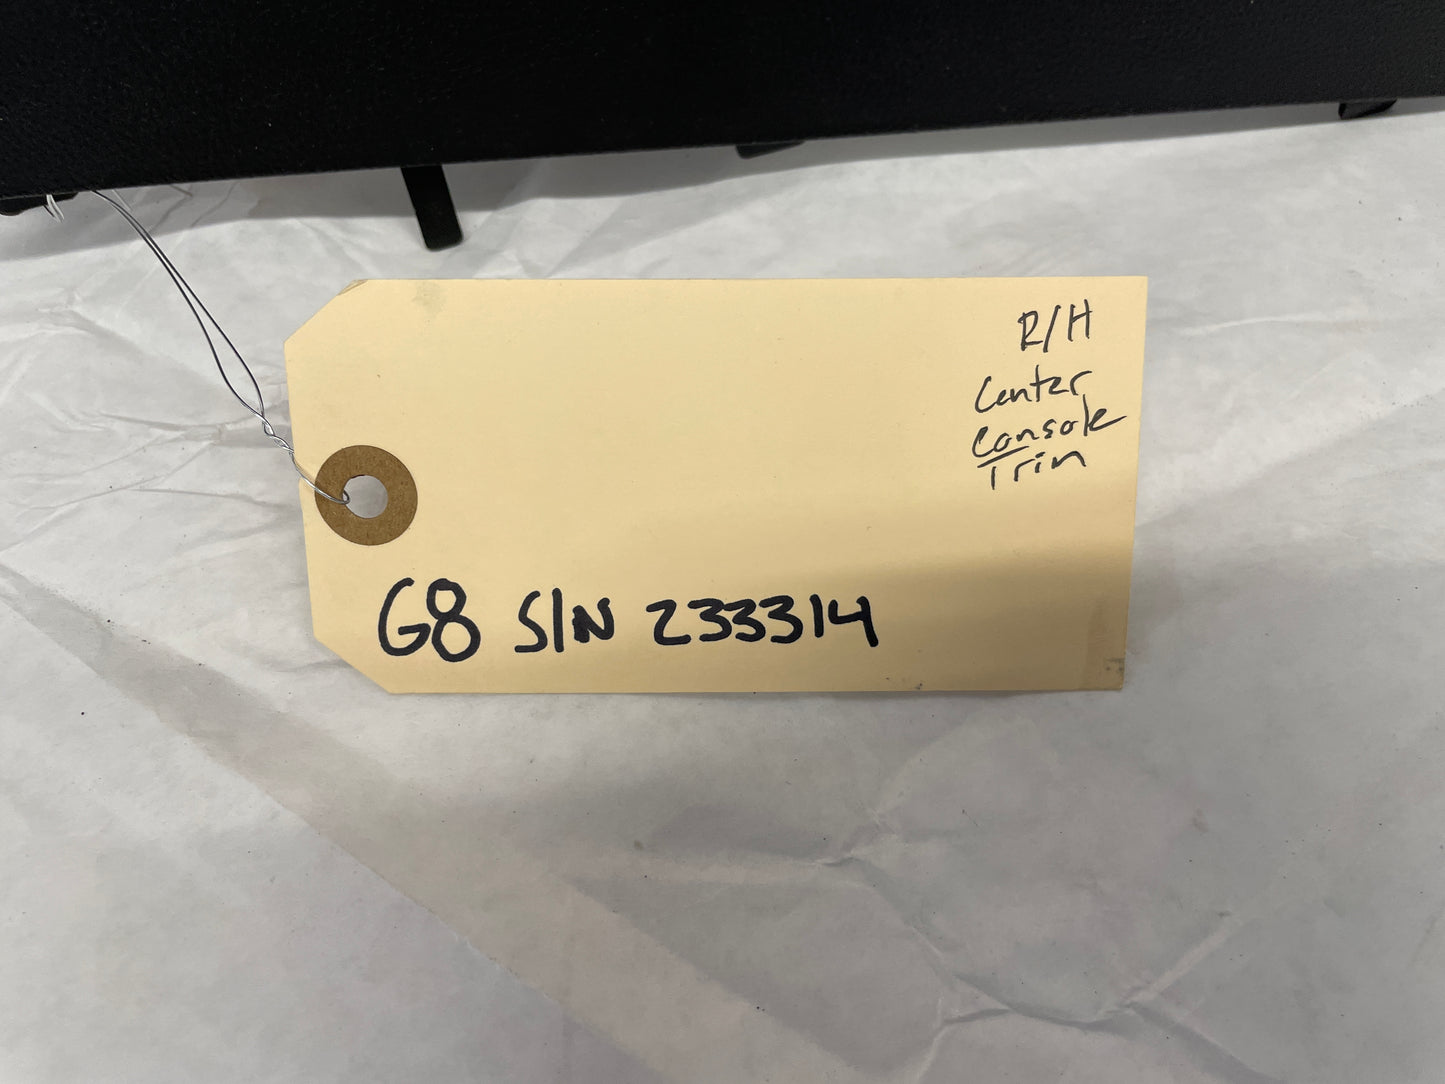 R/H
Center
Console
Trim
G8 S/N 233314